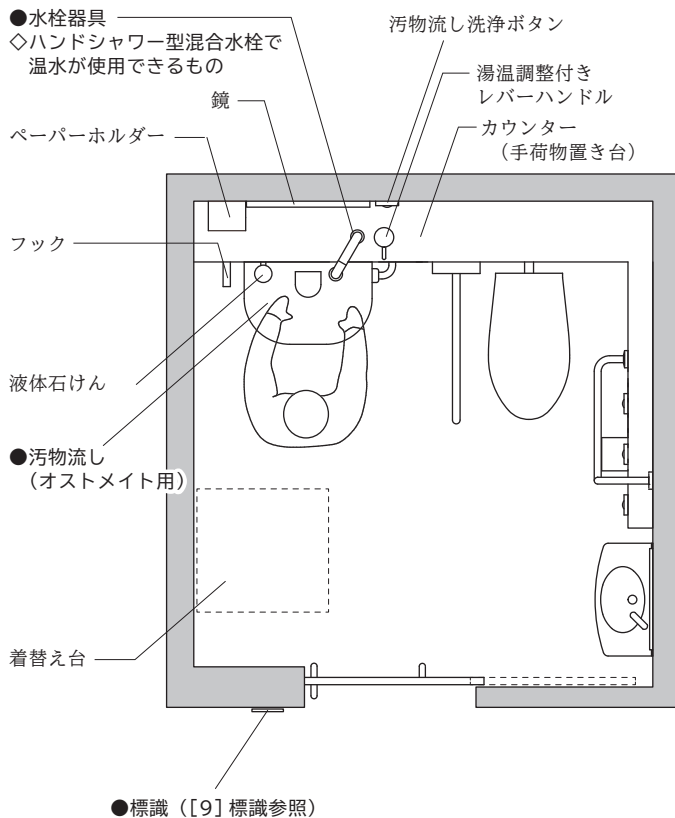 ●水栓器具
◇ハンドシャワー型混合水栓で
温水が使用できるもの
汚物流し洗浄ボタン
湯温調整付き
レバーハンドル
鏡
カウンター
（手荷物置き台）
ペーパーホルダー
フック
液体石けん
●汚物流し
（オストメイト用）
着替え台
●標識（[9] 標識参照）